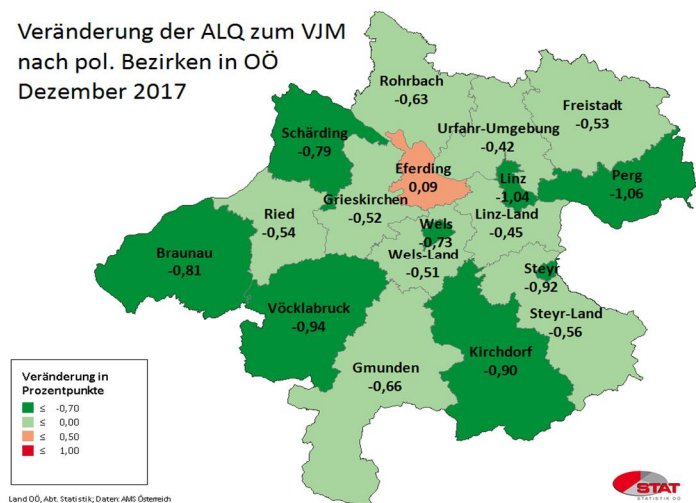 Veränderung der ALQ zum VJM
nach pol. Bezirken in OÖ
Dezember 2017
Rohrbach
-0,63
Freistadt
-0,53
Urfahr-Umgebung
-0,42
Schärding
-0,79
Eferding
0,09
Linz
-1,04
Perg
-1,06
Grieskirchen
-0,52
Ried
-0,54
Linz-Land
-0,45
Wels
-0,73
Wels-Land
-0,51
Braunau
-0,81
Steyr
-0,92
Vöcklabruck
-0,94
Steyr-Land
-0,56
Kirchdorf
-0,90
Gmunden
-0,66
Veränderung in
Prozentpunkte
≤ -0,70
≤ 0,00
≤ 0,50
≤ 1,00
Land OÖ, Abt. Statistik; Daten: AMS Österreich
STAT
STATISTIK OÖ